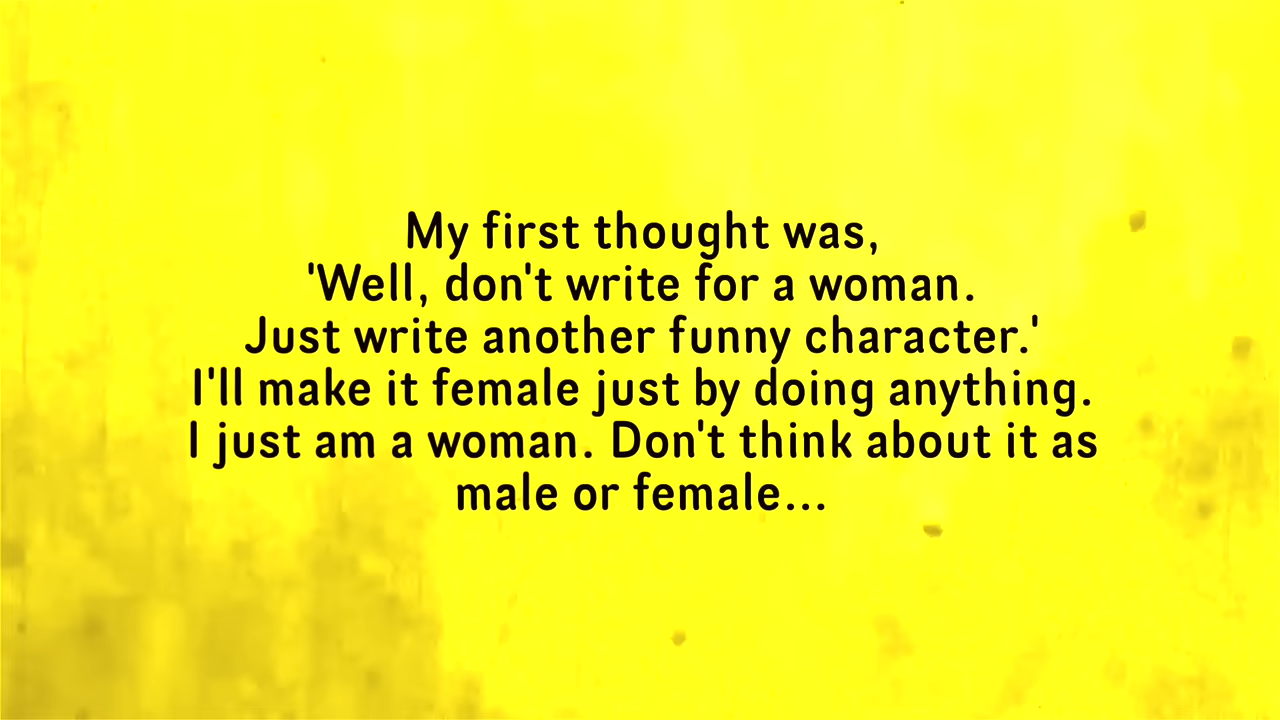 My first thought was,
'Well, don't write for a woman.
Just write another funny character.'
I'll make it female just by doing anything.
I just am a woman. Don't think about it as
male or female...